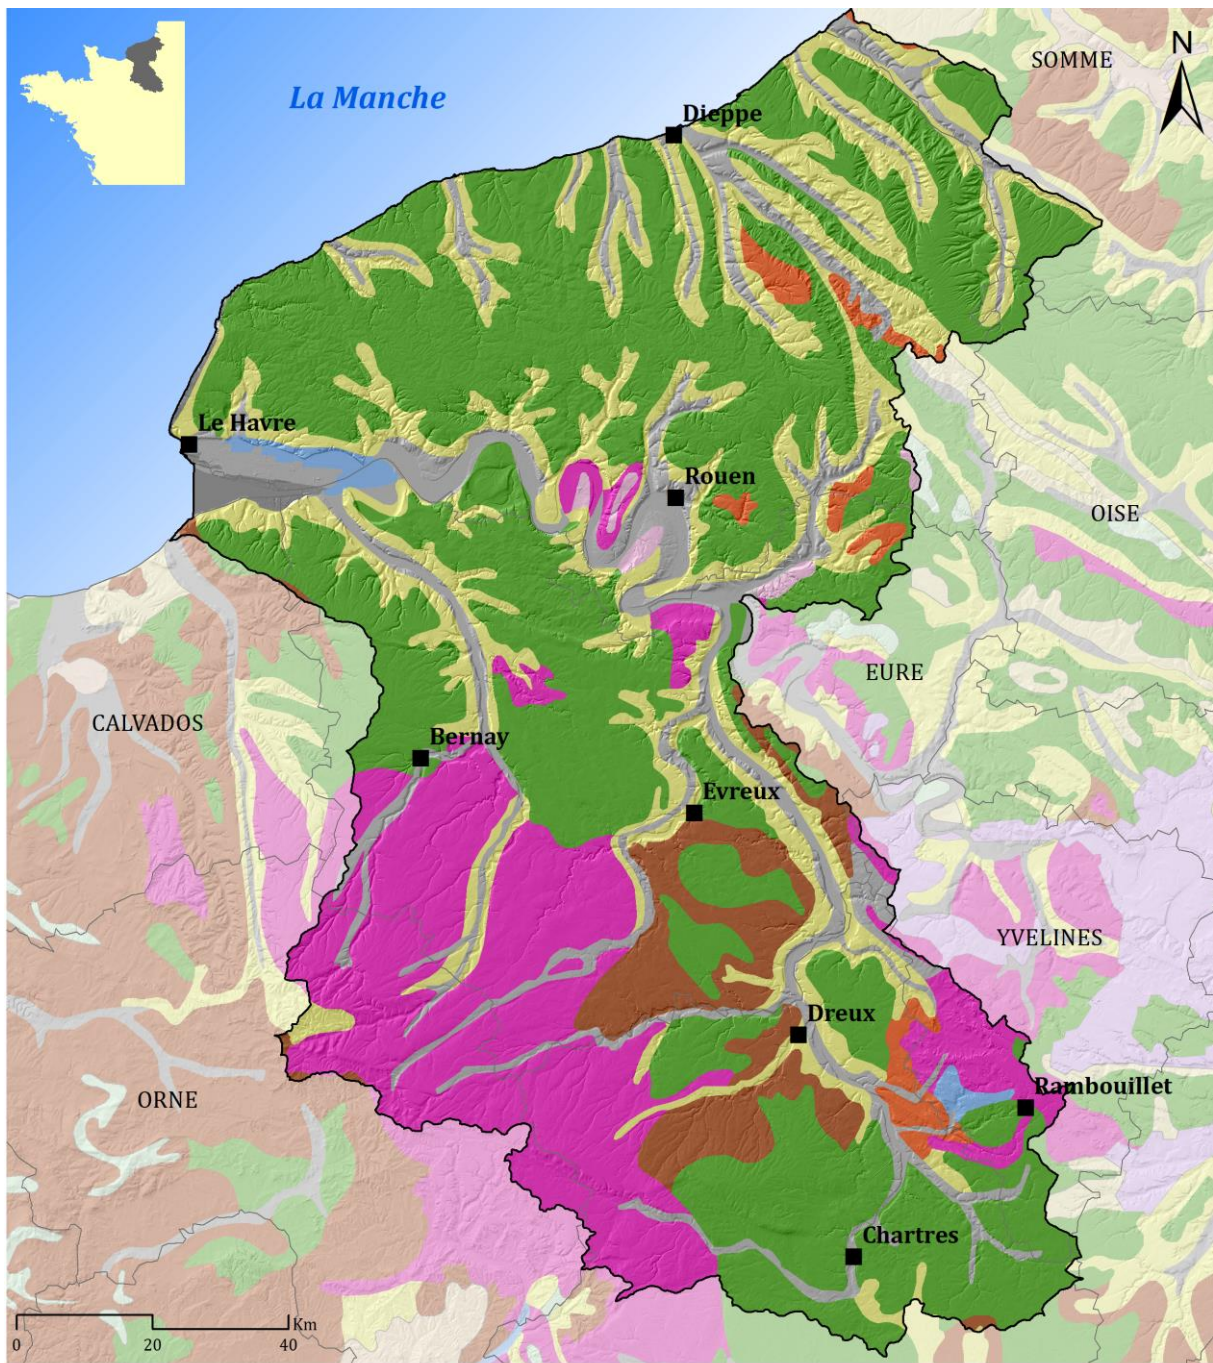 N
SOMME
La Manche
Dieppe
Le Havre
Rouen
OISE
EURE
CALVADOS
Bernay
Evreux
YVELINES
Dreux
Rambouillet
ORNE
Chartres
Km
0 20 40